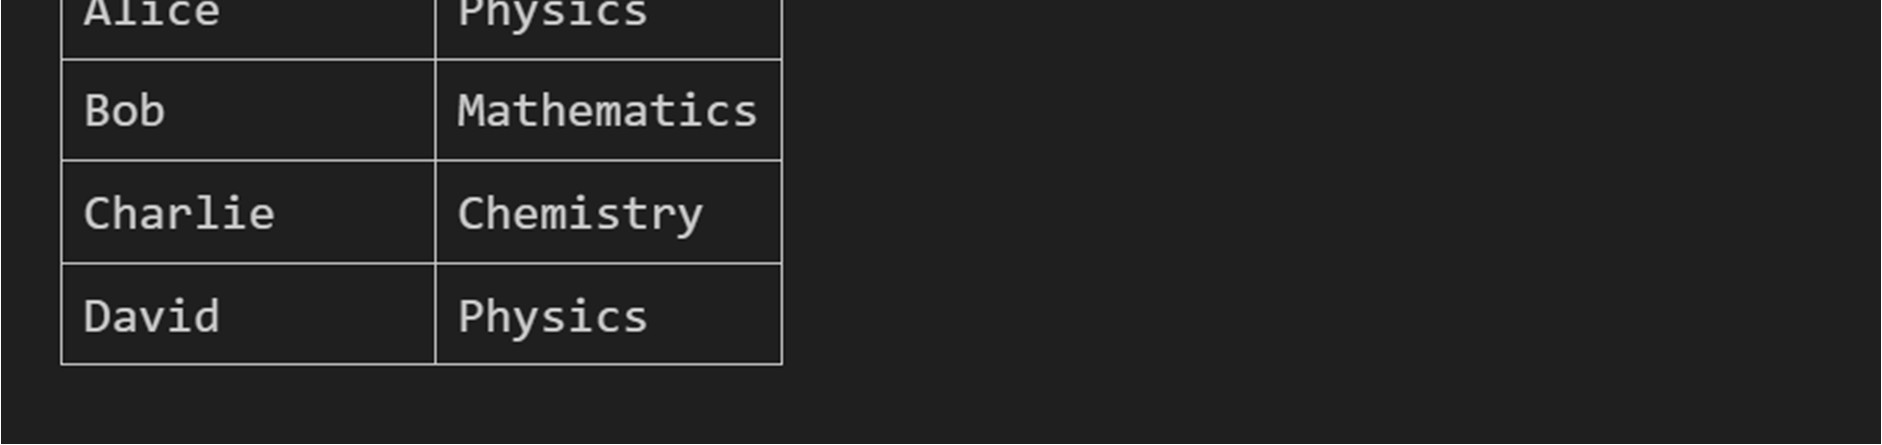 Alice Physics
Bob Mathematics
Charlie Chemistry
David Physics